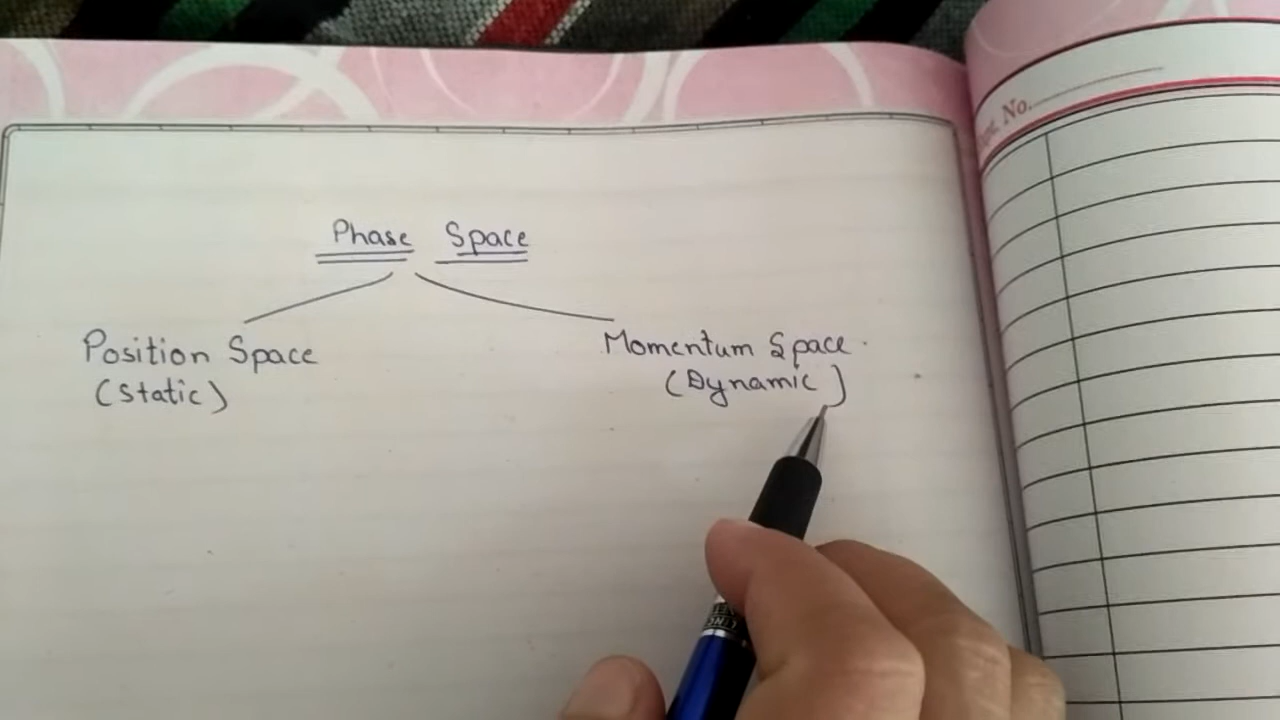 Phase Space
Position Space
(Static)
Momentum Space
(Dynamic)
No.